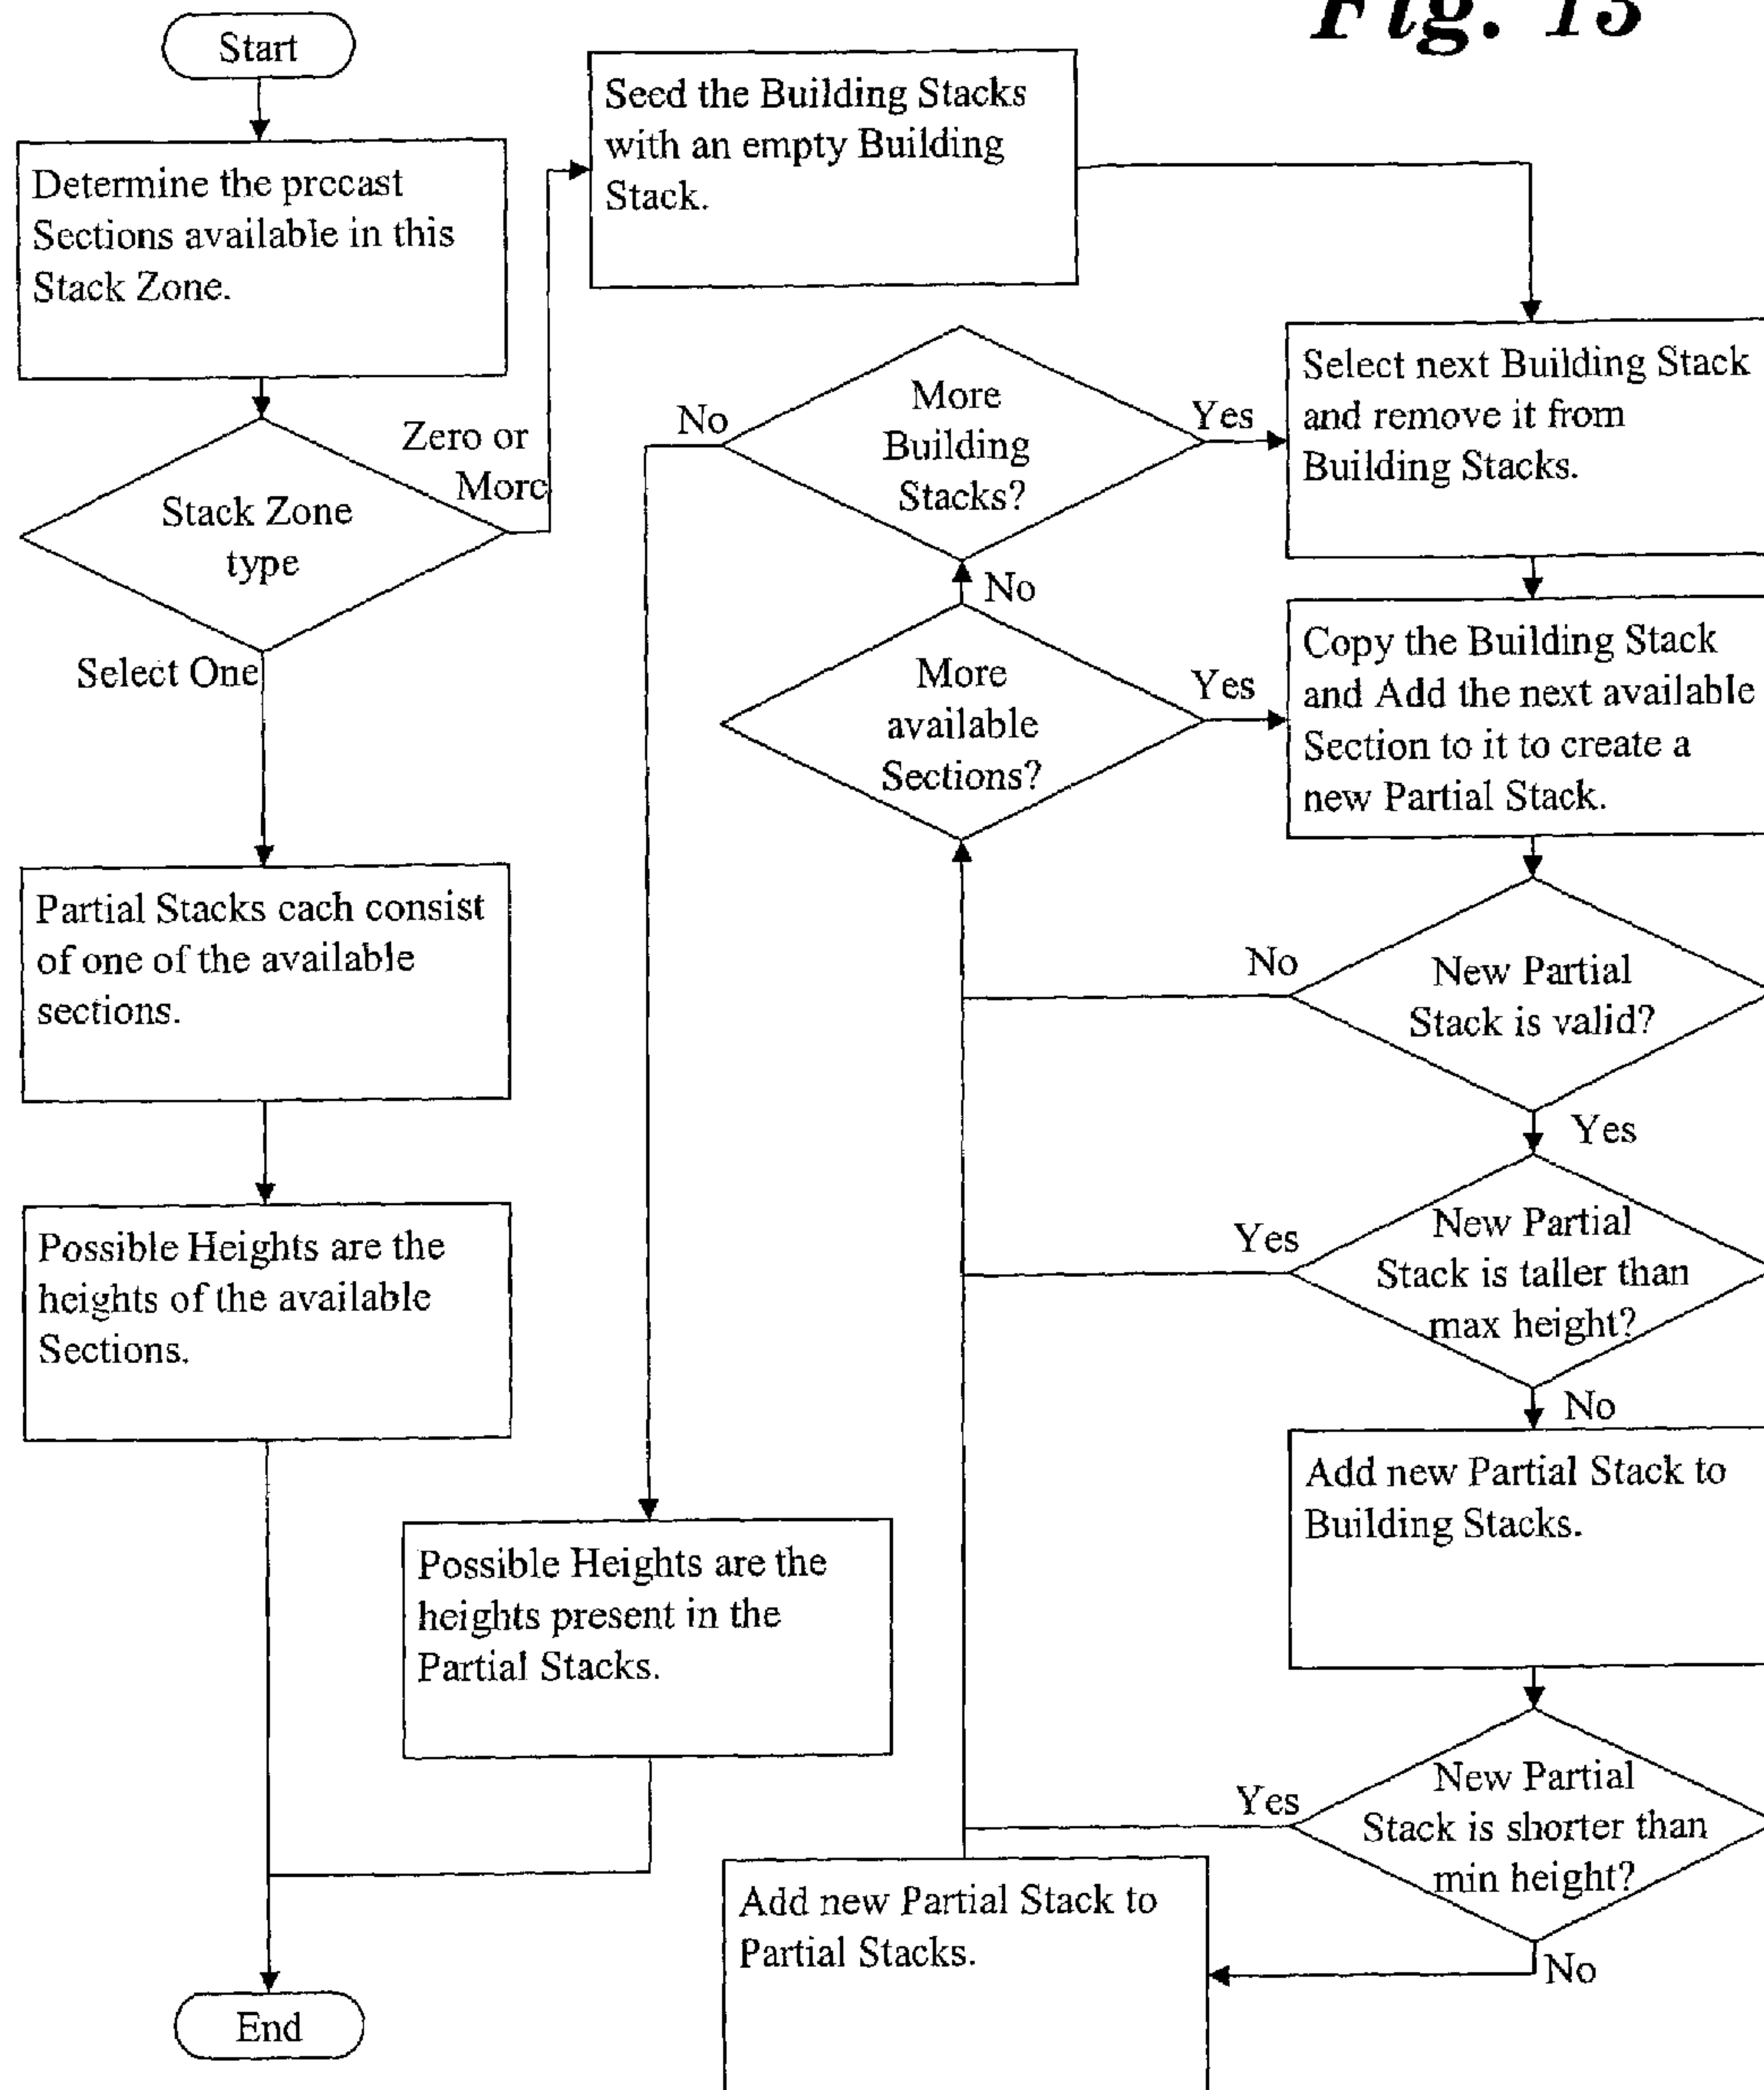 Fig. 13
Start
Determine the precast
Sections available in this
Stack Zone.
Stack Zone
type
Zero or
More
Select One
Partial Stacks each consist
of one of the available
sections.
Possible Heights are the
heights of the available
Sections.
End
Seed the Building Stacks
with an empty Building
Stack.
Select next Building Stack
and remove it from
Building Stacks.
More
Building
Stacks?
No
Yes
More
available
Sections?
No
Yes
Copy the Building Stack
and Add the next available
Section to it to create a
new Partial Stack.
New Partial
Stack is valid?
No
Yes
New Partial
Stack is taller than
max height?
Yes
No
Add new Partial Stack to
Building Stacks.
New Partial
Stack is shorter than
min height?
Yes
No
Add new Partial Stack to
Partial Stacks.
Possible Heights are the
heights present in the
Partial Stacks.